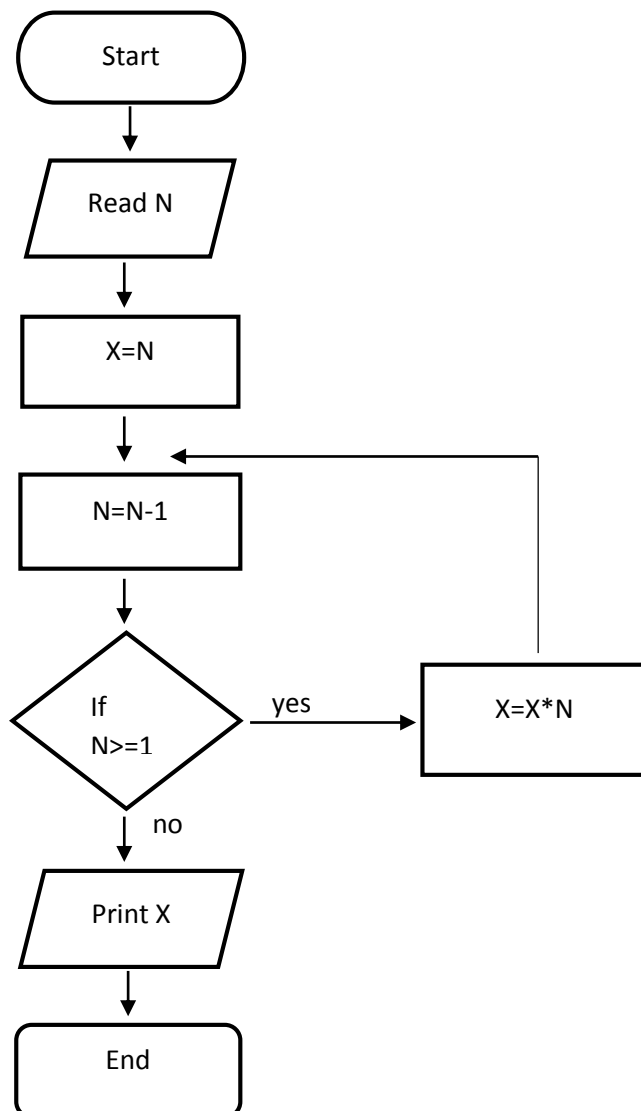 Start
Read N
X=N
N=N-1
If
N>=1
yes
X=X*N
no
Print X
End